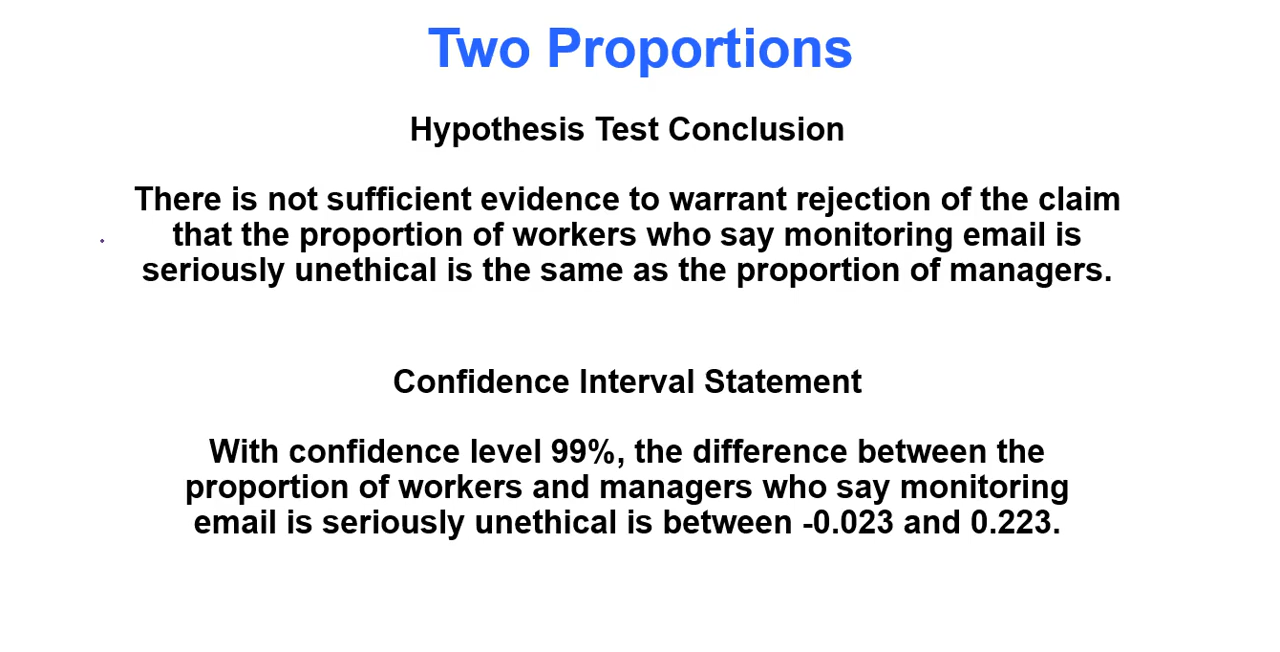 Two Proportions
Hypothesis Test Conclusion
There is not sufficient evidence to warrant rejection of the claim
that the proportion of workers who say monitoring email is
seriously unethical is the same as the proportion of managers.
Confidence Interval Statement
With confidence level 99%, the difference between the
proportion of workers and managers who say monitoring
email is seriously unethical is between -0.023 and 0.223.